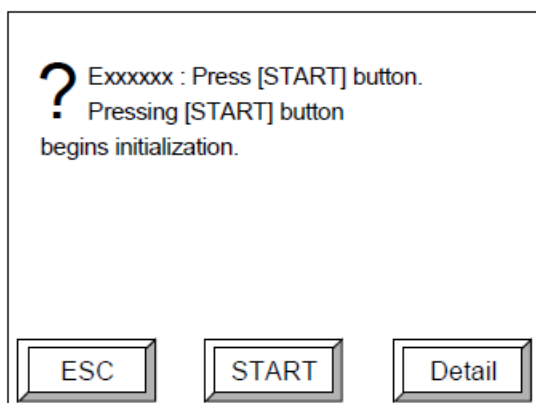 ? Exxxxxx : Press [START] button.
Pressing [START] button
begins initialization.
ESC START Detail